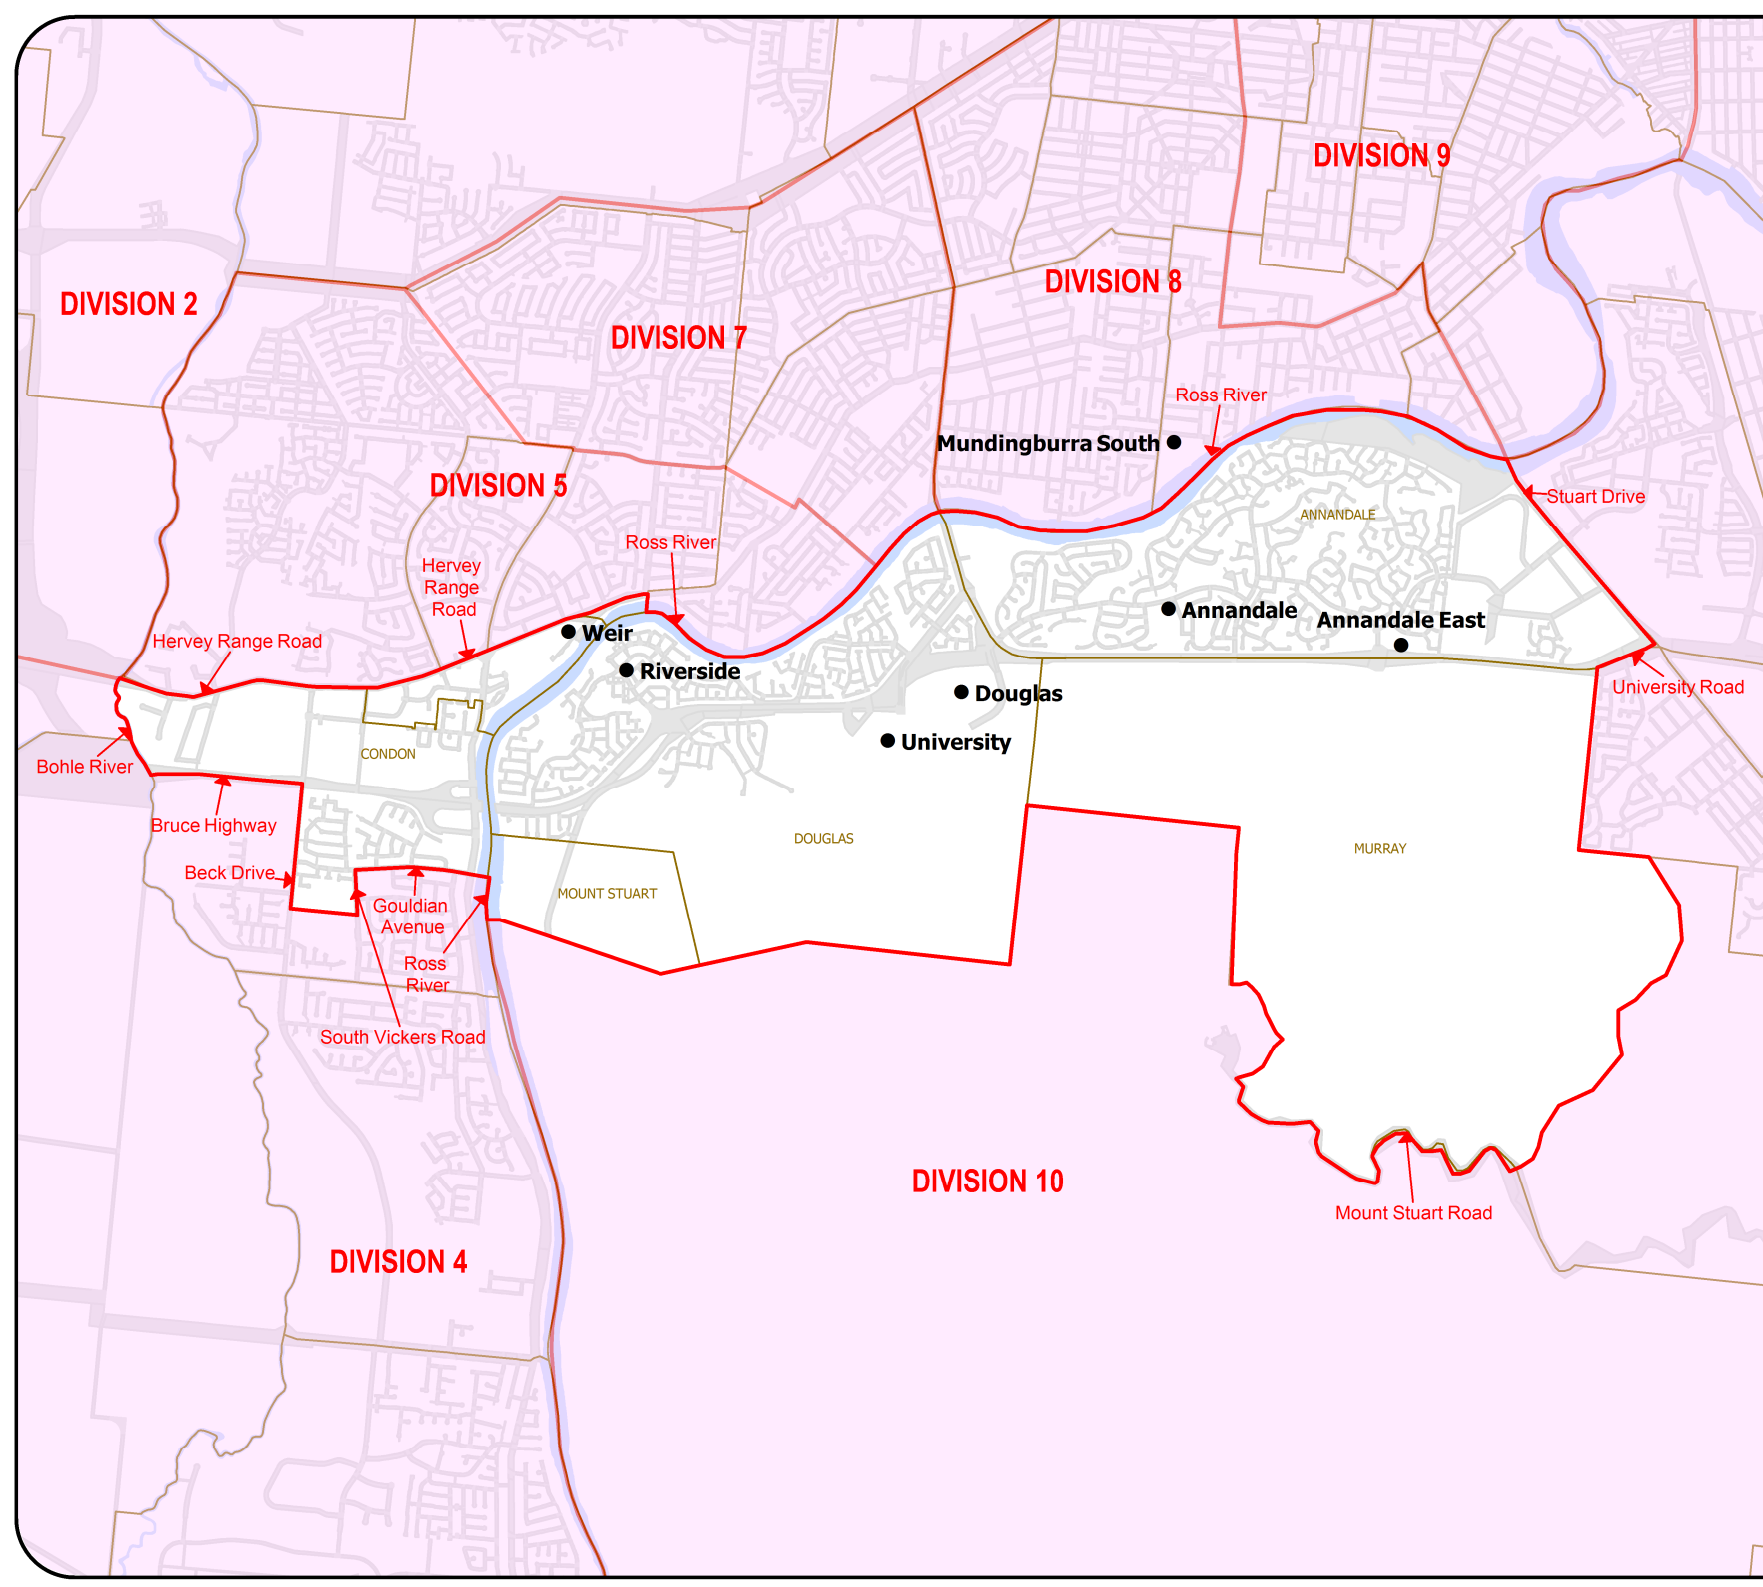 DIVISION 9
DIVISION 8
DIVISION 2
DIVISION 7
Ross River
Mundingburra South
DIVISION 5
Stuart Drive
ANNANDALE
Ross River
Hervey
Range
Road
Annandale
Annandale East
Weir
Hervey Range Road
Riverside
University Road
Douglas
University
CONDON
Bohle River
Bruce Highway
DOUGLAS
MURRAY
Beck Drive
MOUNT STUART
Gouldian
Avenue
Ross
River
South Vickers Road
DIVISION 10
Mount Stuart Road
DIVISION 4